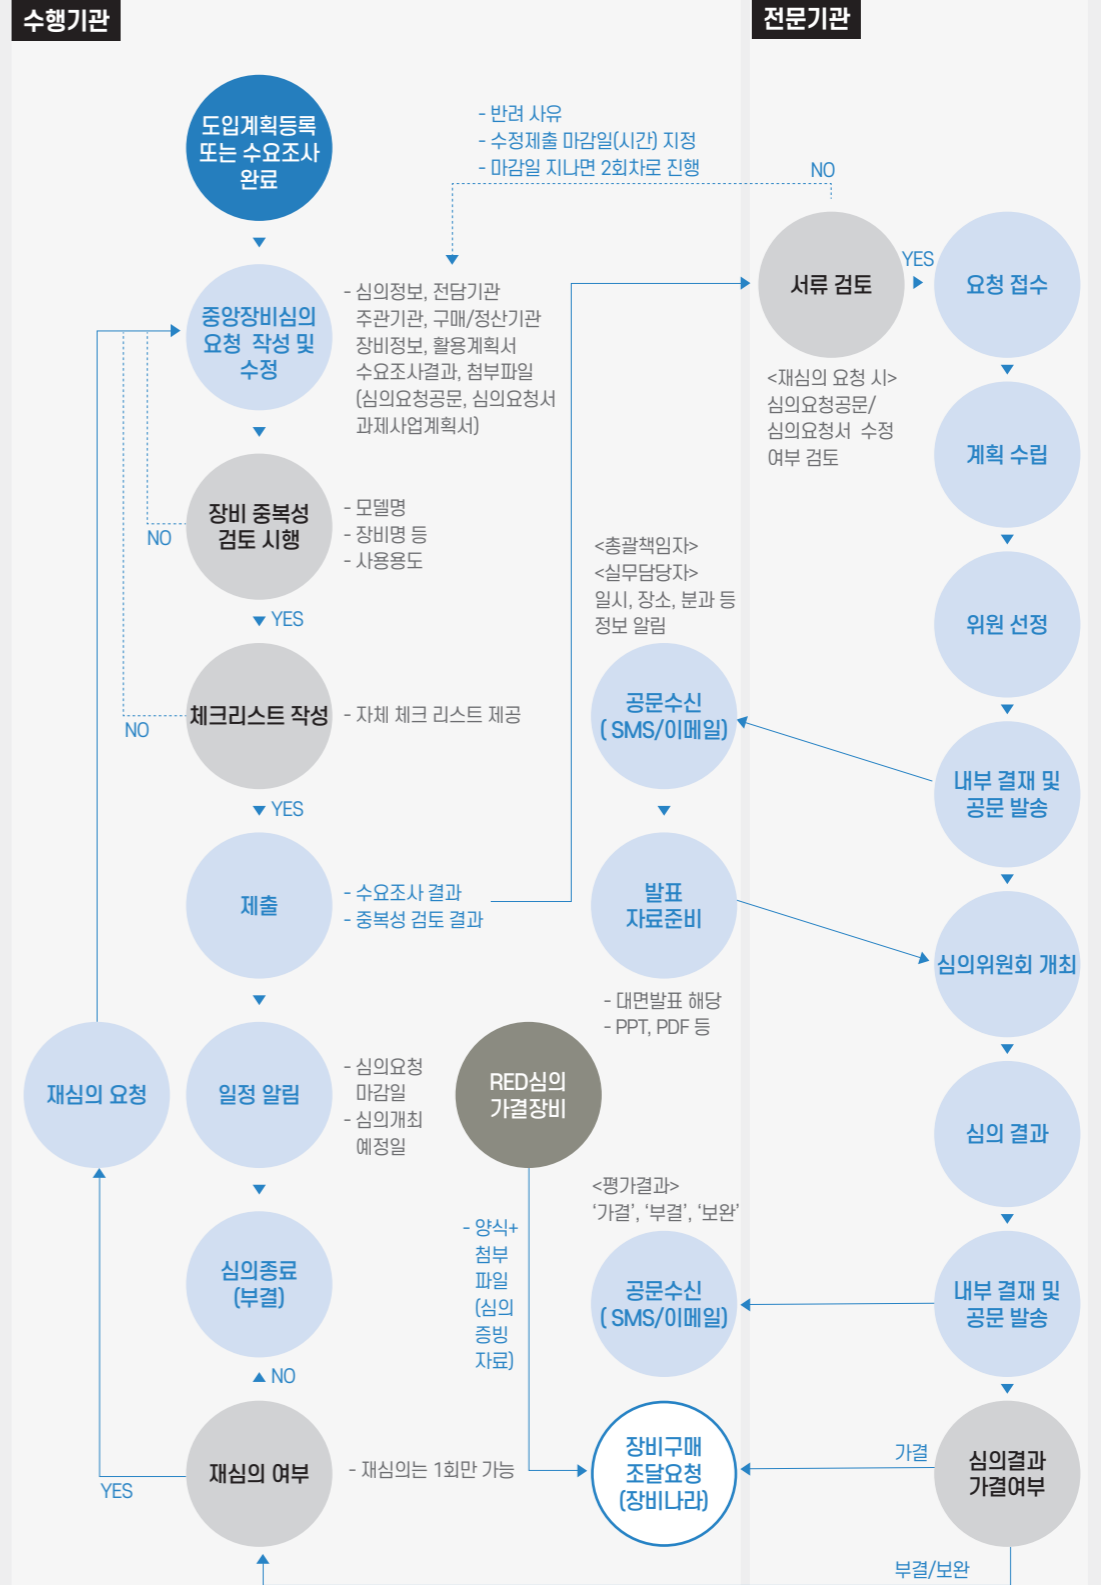 수행기관
전문기관
도입계획등록
또는 수요조사
완료
- 반려 사유
- 수정제출 마감일(시간) 지정
- 마감일 지나면 2회차로 진행
NO
중앙장비심의
요청 작성 및
수정
- 심의정보, 전담기관
주관기관, 구매/정산기관
장비정보, 활용계획서
수요조사결과, 첨부파일
(심의요청공문, 심의요청서
과제사업계획서)
서류 검토
YES
요청 접수
<재심의 요청 시>
심의요청공문/
심의요청서 수정
여부 검토
계획 수립
장비 중복성
검토 시행
NO
- 모델명
- 장비명 등
- 사용용도
YES
<총괄책임자>
<실무담당자>
일시, 장소, 분과 등
정보 알림
위원 선정
체크리스트 작성
NO
- 자체 체크 리스트 제공
YES
공문수신
( SMS/이메일)
내부 결재 및
공문 발송
제출
- 수요조사 결과
- 중복성 검토 결과
발표
자료준비
- 대면발표 해당
- PPT, PDF 등
심의위원회 개최
재심의 요청
일정 알림
- 심의요청
마감일
- 심의개최
예정일
RED심의
가결장비
심의 결과
- 양식+
첨부
파일
(심의
증빙
자료)
<평가결과>
‘가결’, ‘부결’, ‘보완’
심의종료
(부결)
공문수신
( SMS/이메일)
내부 결재 및
공문 발송
NO
재심의 여부
YES
- 재심의는 1회만 가능
장비구매
조달요청
(장비나라)
가결
심의결과
가결여부
부결/보완